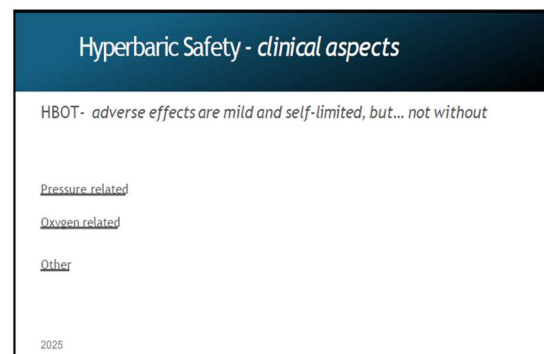 Hyperbaric Safety - clinical aspects
HBOT- adverse effects are mild and self-limited, but... not without
Pressure related
Oxygen related
Other
2025